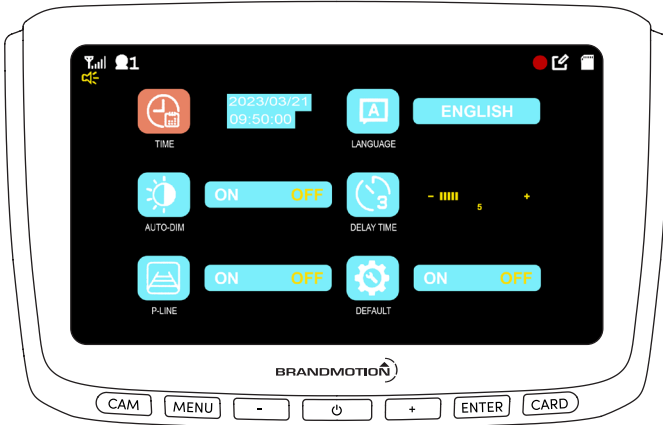 1
2023/03/21
09:50:00
A
ENGLISH
TIME
LANGUAGE
ON OFF
3
- 5 +
AUTO-DIM
DELAY TIME
ON OFF
ON OFF
P-LINE
DEFAULT
BRANDMOTION
CAM
MENU
-
+
ENTER
CARD